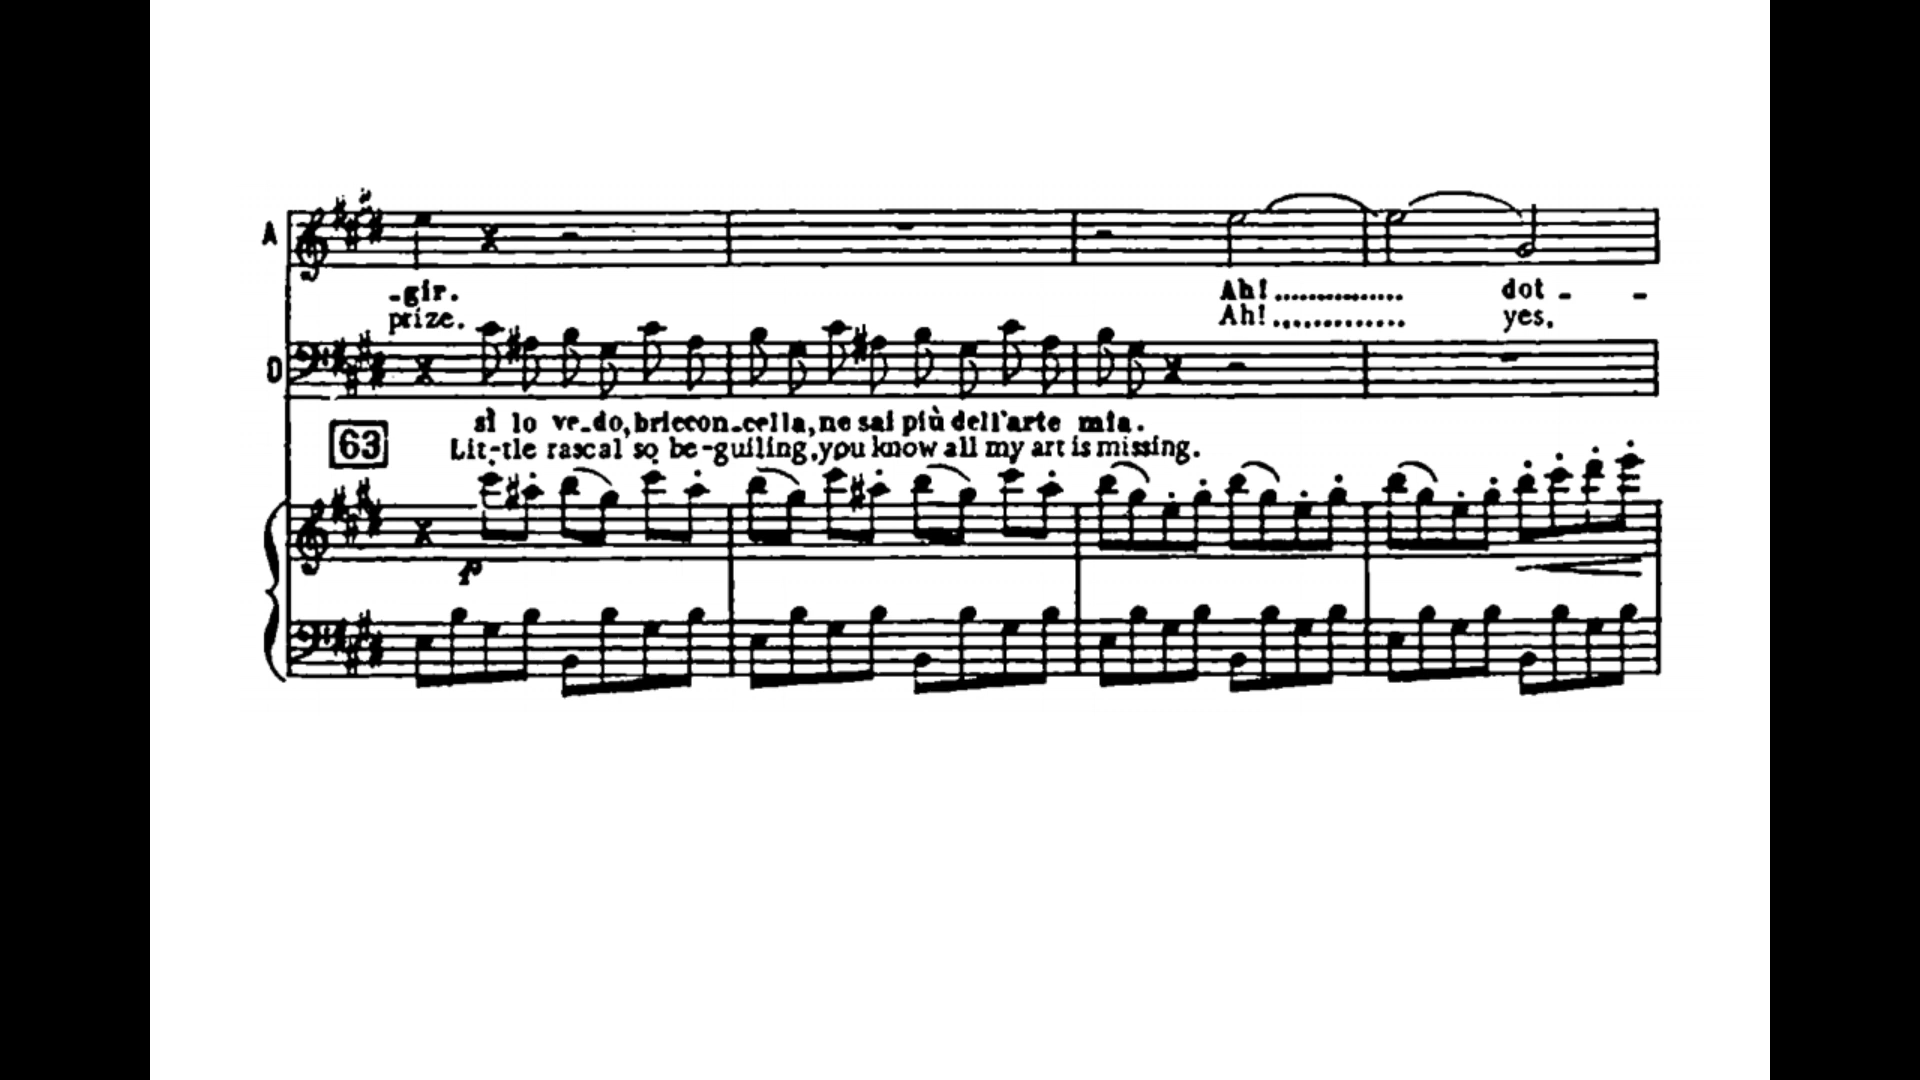 A
-gir. Ah!............... dot - -
prize. Ah!............... yes,
D
sì lo ve-do, briccon-cella, ne sai più dell'arte mia.
63
Lit-tle rascal so be-guiling, you know all my art is missing.
p